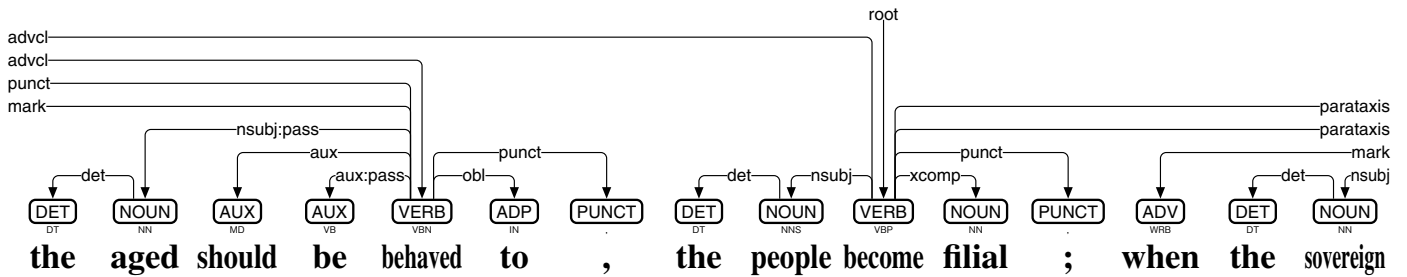 root
advcl
advcl
punct
mark parataxis
nsubj:pass parataxis
aux punct mark
det aux:pass obl det nsubj xcomp det nsubj
DET NOUN AUX AUX VERB ADP PUNCT DET NOUN VERB NOUN PUNCT ADV DET NOUN
DT NN MD VB VBN IN , DT NNS VBP NN . WRB DT NN
the aged should be behaved to , the people become filial ; when the sovereign